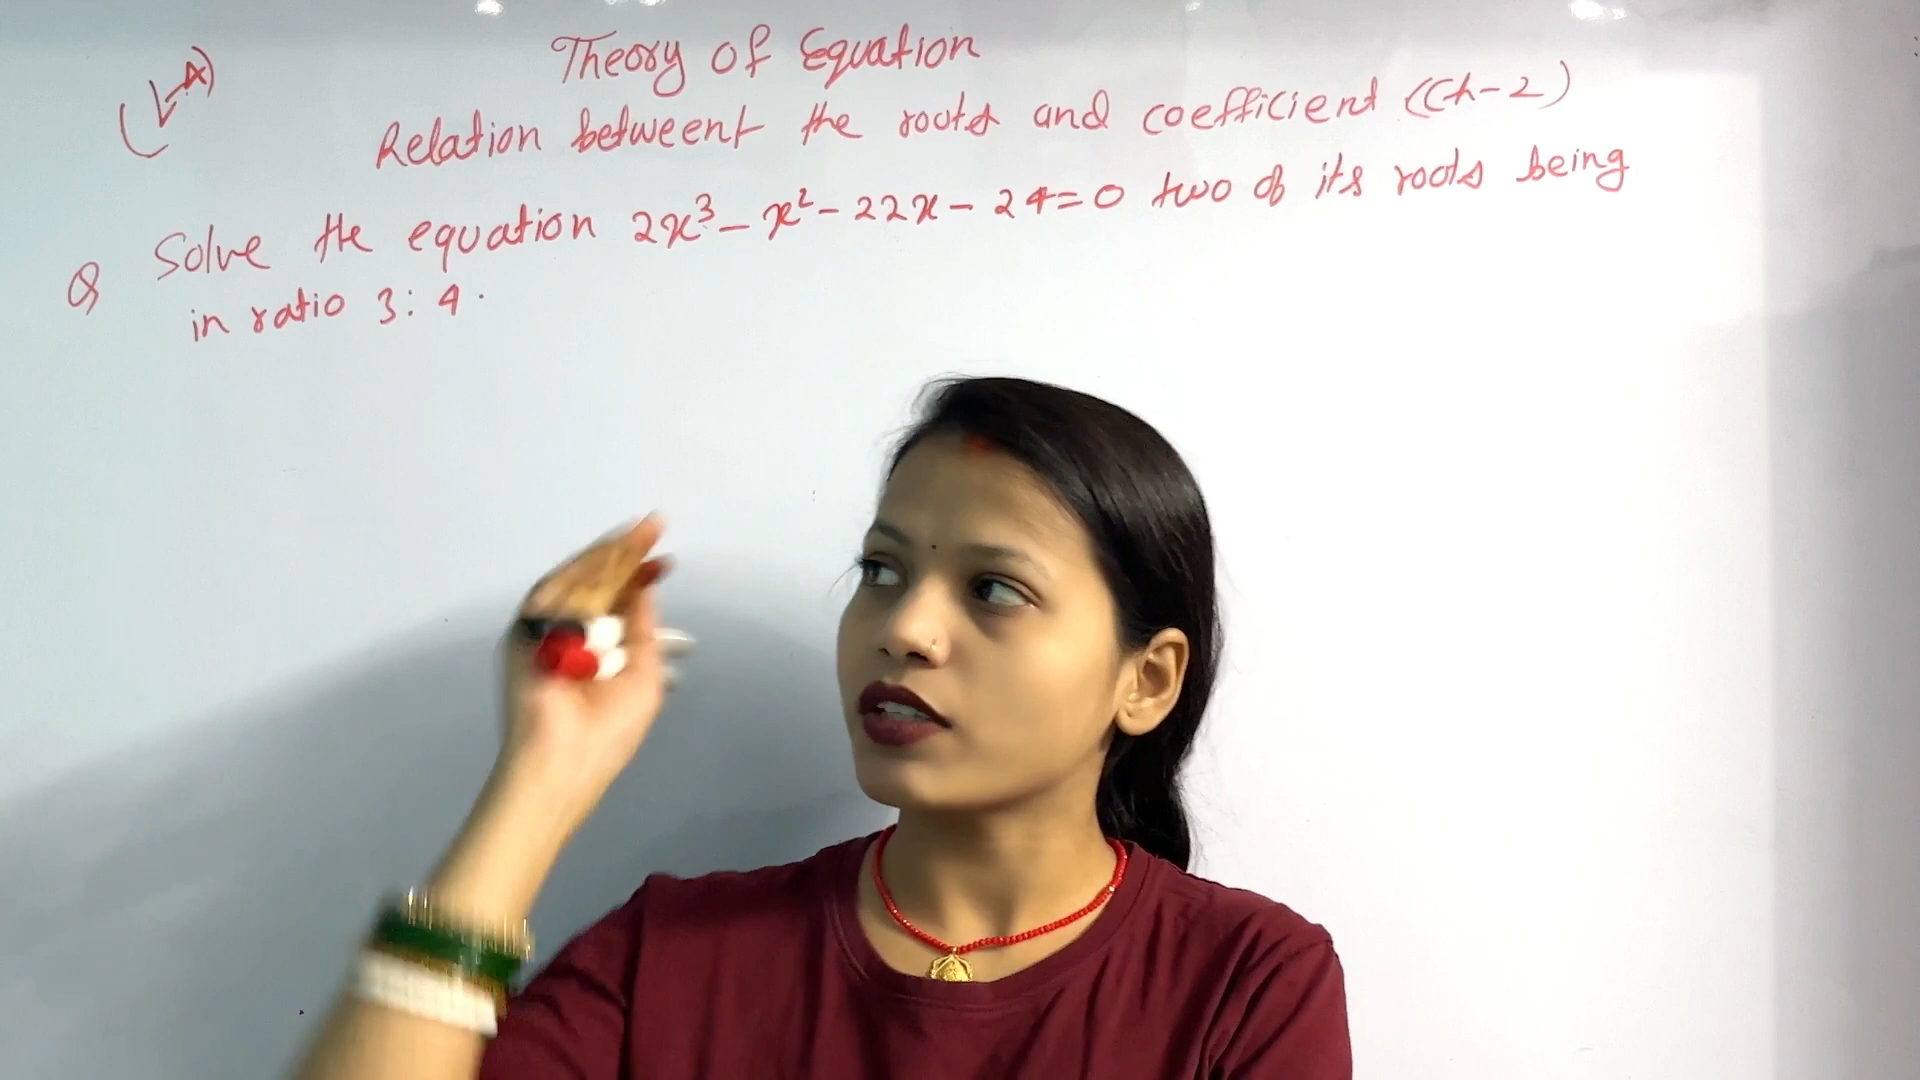 (L-A)
Theory of Equation
Relation betweent the roots and coefficient (Ch-2)
Q Solve the equation 2x³ - x² - 22x - 24 = 0 two of its roots being
in ratio 3 : 4 .